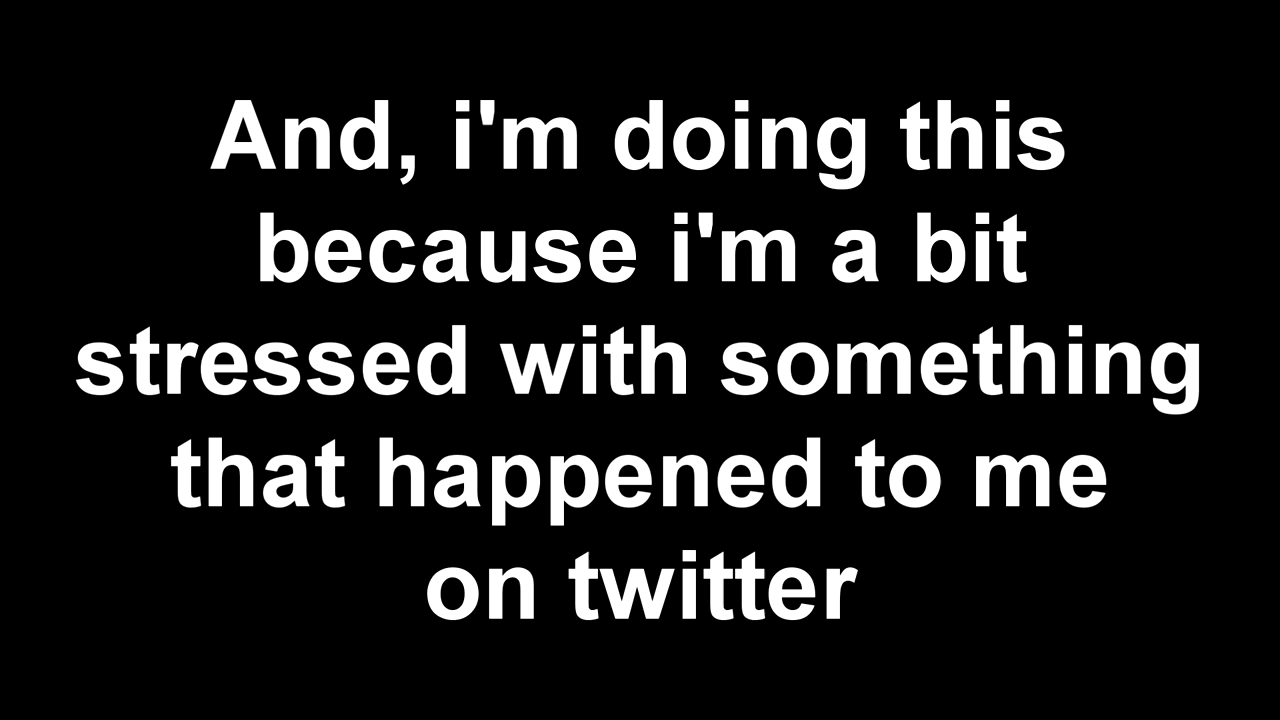 And, i'm doing this
because i'm a bit
stressed with something
that happened to me
on twitter